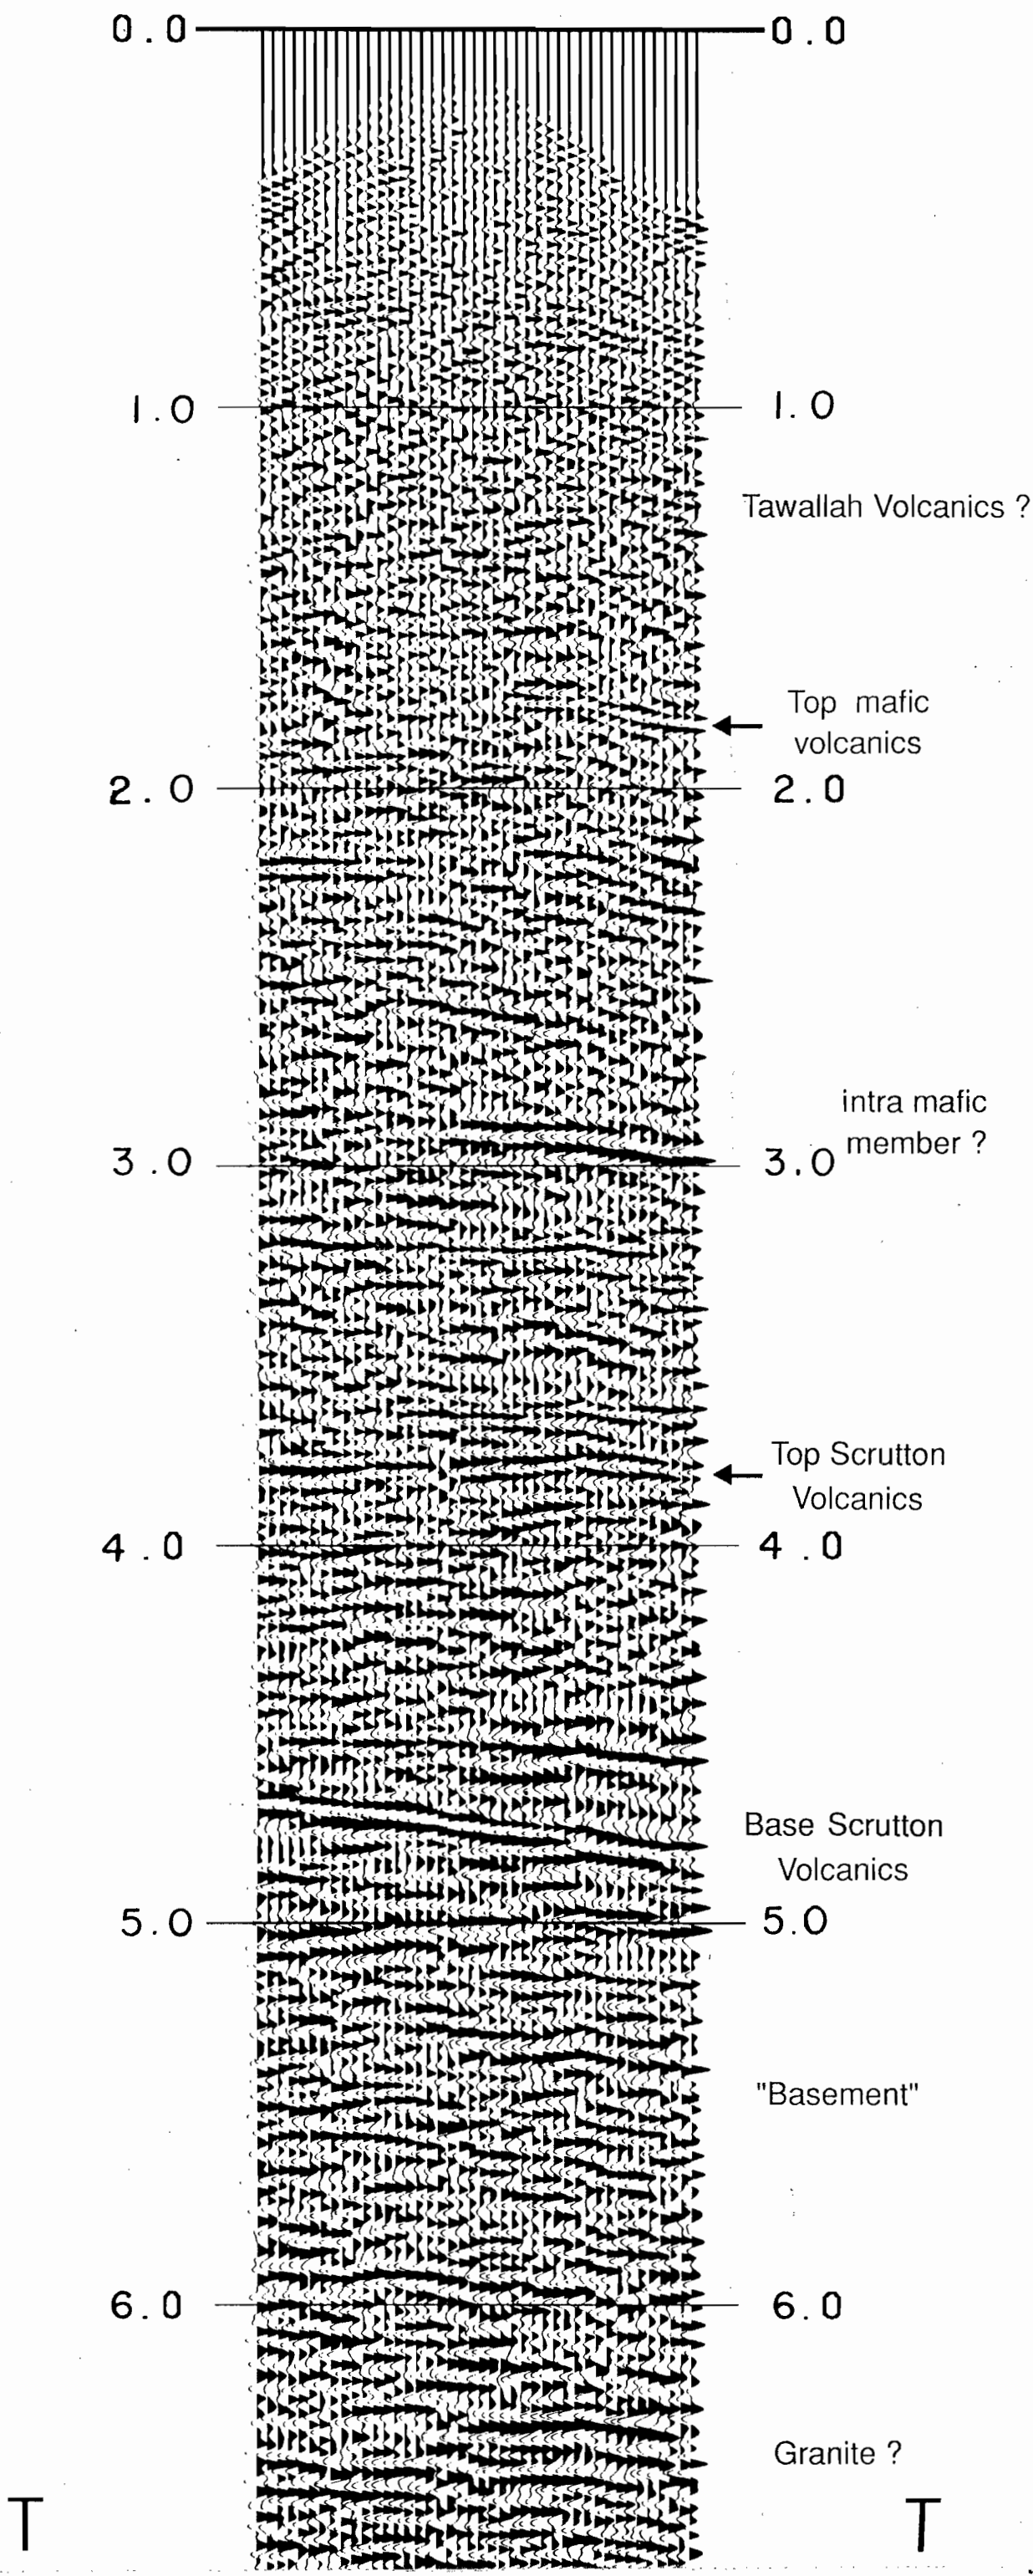 0.0 0.0
1.0 1.0
Tawallah Volcanics ?
Top mafic
volcanics
2.0 2.0
intra mafic
member ?
3.0 3.0
Top Scrutton
Volcanics
4.0 4.0
Base Scrutton
Volcanics
5.0 5.0
"Basement"
6.0 6.0
Granite ?
T T